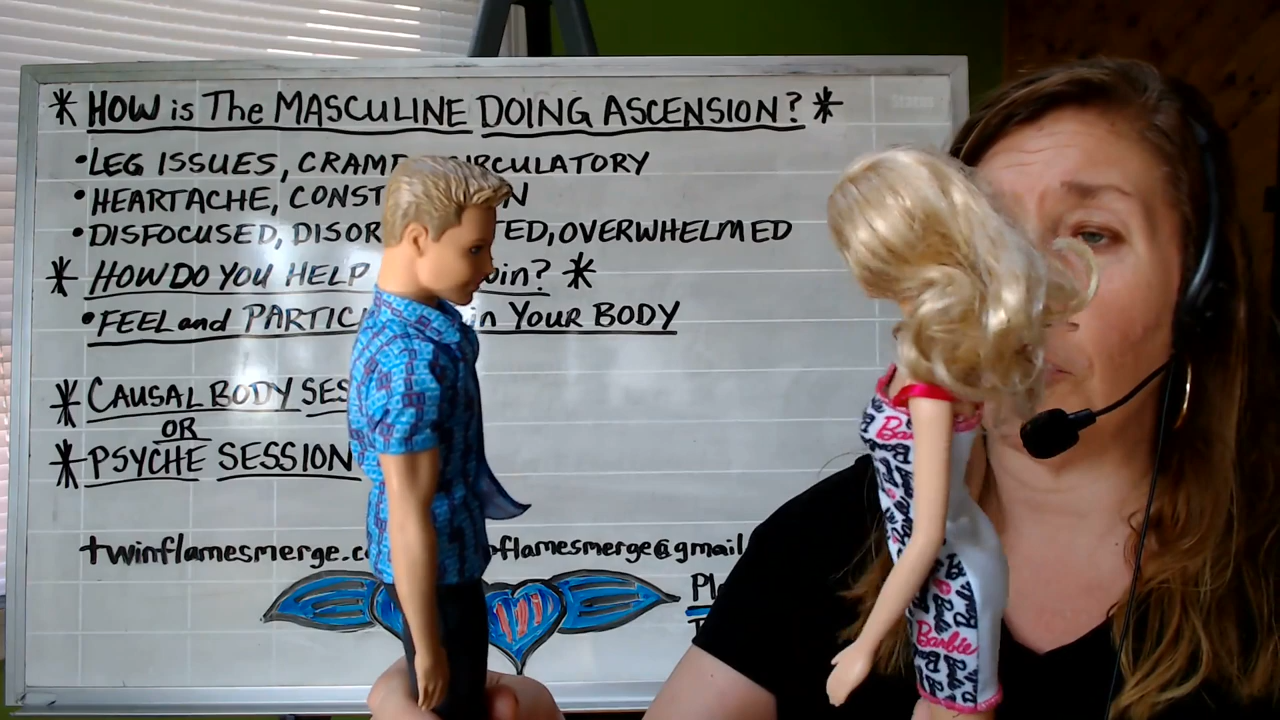 * HOW is The MASCULINE DOING ASCENSION? *
• LEG ISSUES, CRAMP CIRCULATORY
• HEARTACHE, CONST N
• DISFOCUSED, DISOR TED, OVERWHELMED
* HOW DO YOU HELP win? *
• FEEL and PARTIC in YOUR BODY
* CAUSAL BODY SES
OR
* PSYCHE SESSION
twinflamesmerge.c flamesmerge@gmail
Pl
Barbie
Barbie